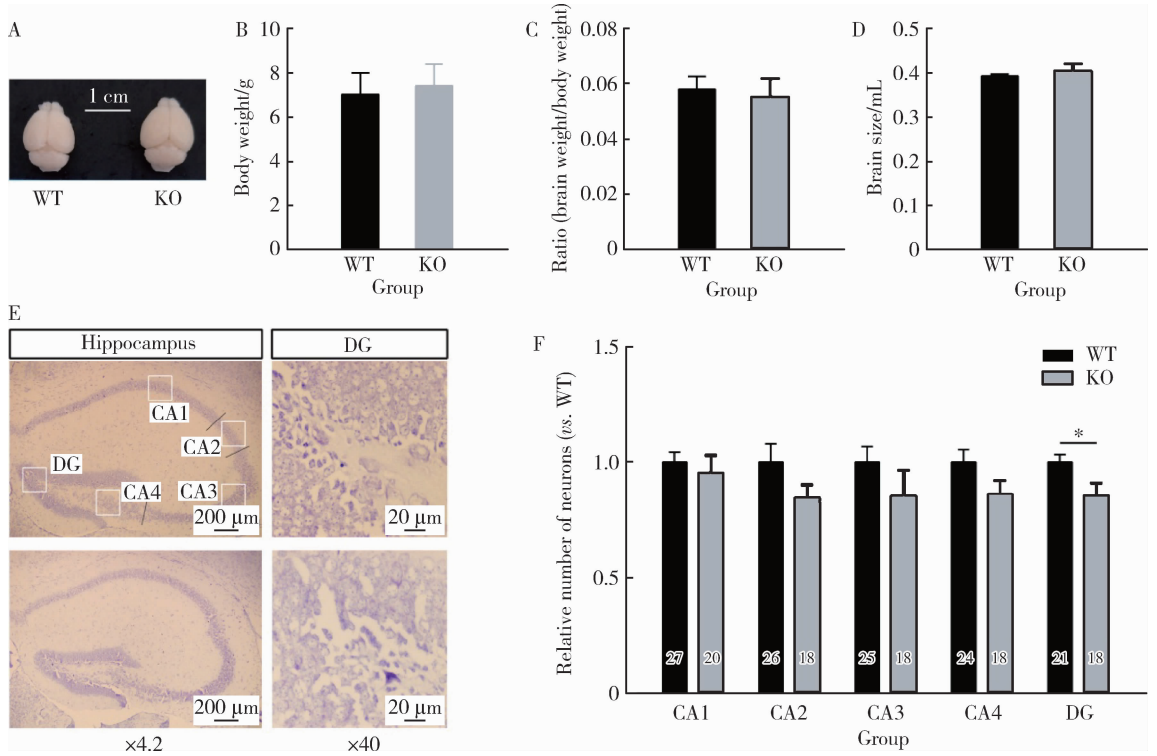 A
1 cm
WT KO
B
Body weight/g
10
8
6
4
2
0
WT KO
Group
C
Ratio (brain weight/body weight)
0.08
0.06
0.04
0.02
0
WT KO
Group
D
Brain size/mL
0.5
0.4
0.3
0.2
0.1
0
WT KO
Group
E
Hippocampus DG
CA1
CA2
DG
CA4 CA3
200 μm 20 μm
200 μm 20 μm
×4.2 ×40
F
Relative number of neurons (vs. WT)
1.5
1.0
0.5
0
WT
KO
*
27 20 26 18 25 18 24 18 21 18
CA1 CA2 CA3 CA4 DG
Group